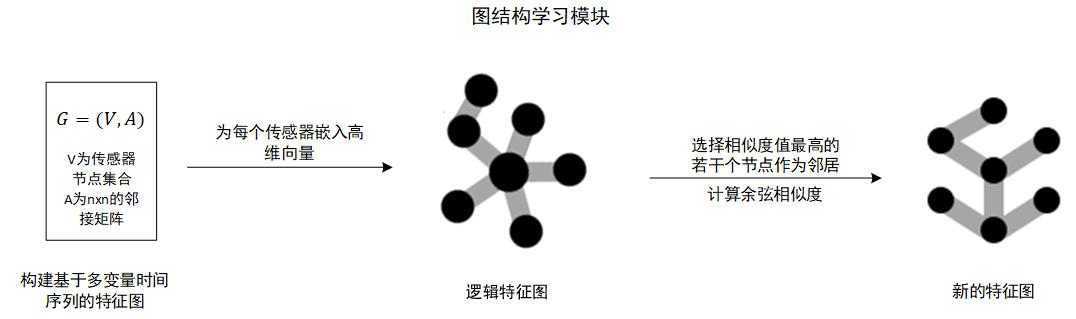 图结构学习模块
G = (V, A)
V为传感器
节点集合
A为nxn的邻
接矩阵
构建基于多变量时间
序列的特征图
为每个传感器嵌入高
维向量
逻辑特征图
选择相似度值最高的
若干个节点作为邻居
计算余弦相似度
新的特征图